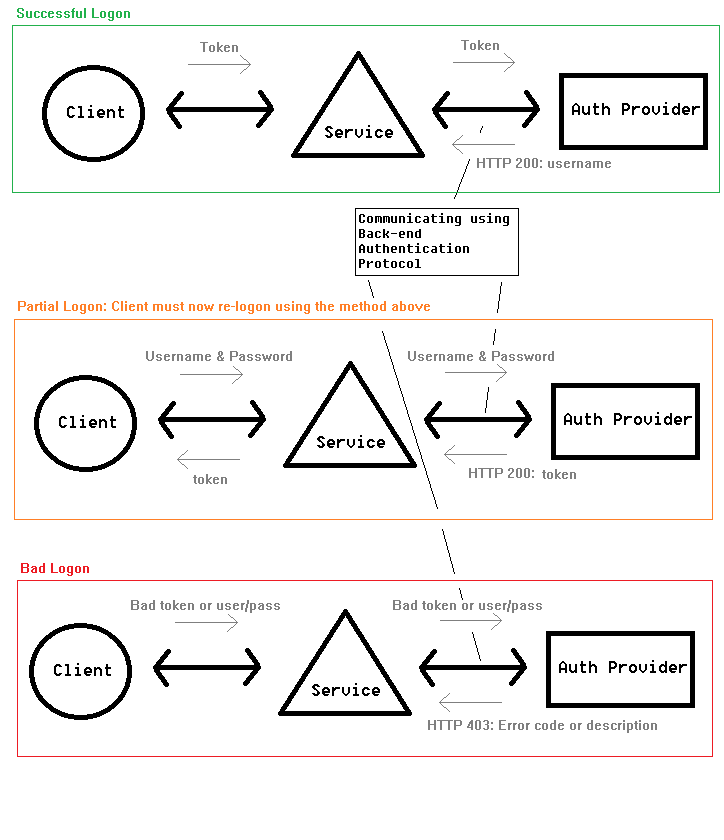 Successful Logon
Token
Token
Client
Service
Auth Provider
HTTP 200: username
Communicating using
Back-end
Authentication
Protocol
Partial Logon: Client must now re-logon using the method above
Username & Password
Username & Password
Client
Service
Auth Provider
token
HTTP 200: token
Bad Logon
Bad token or user/pass
Bad token or user/pass
Client
Service
Auth Provider
HTTP 403: Error code or description